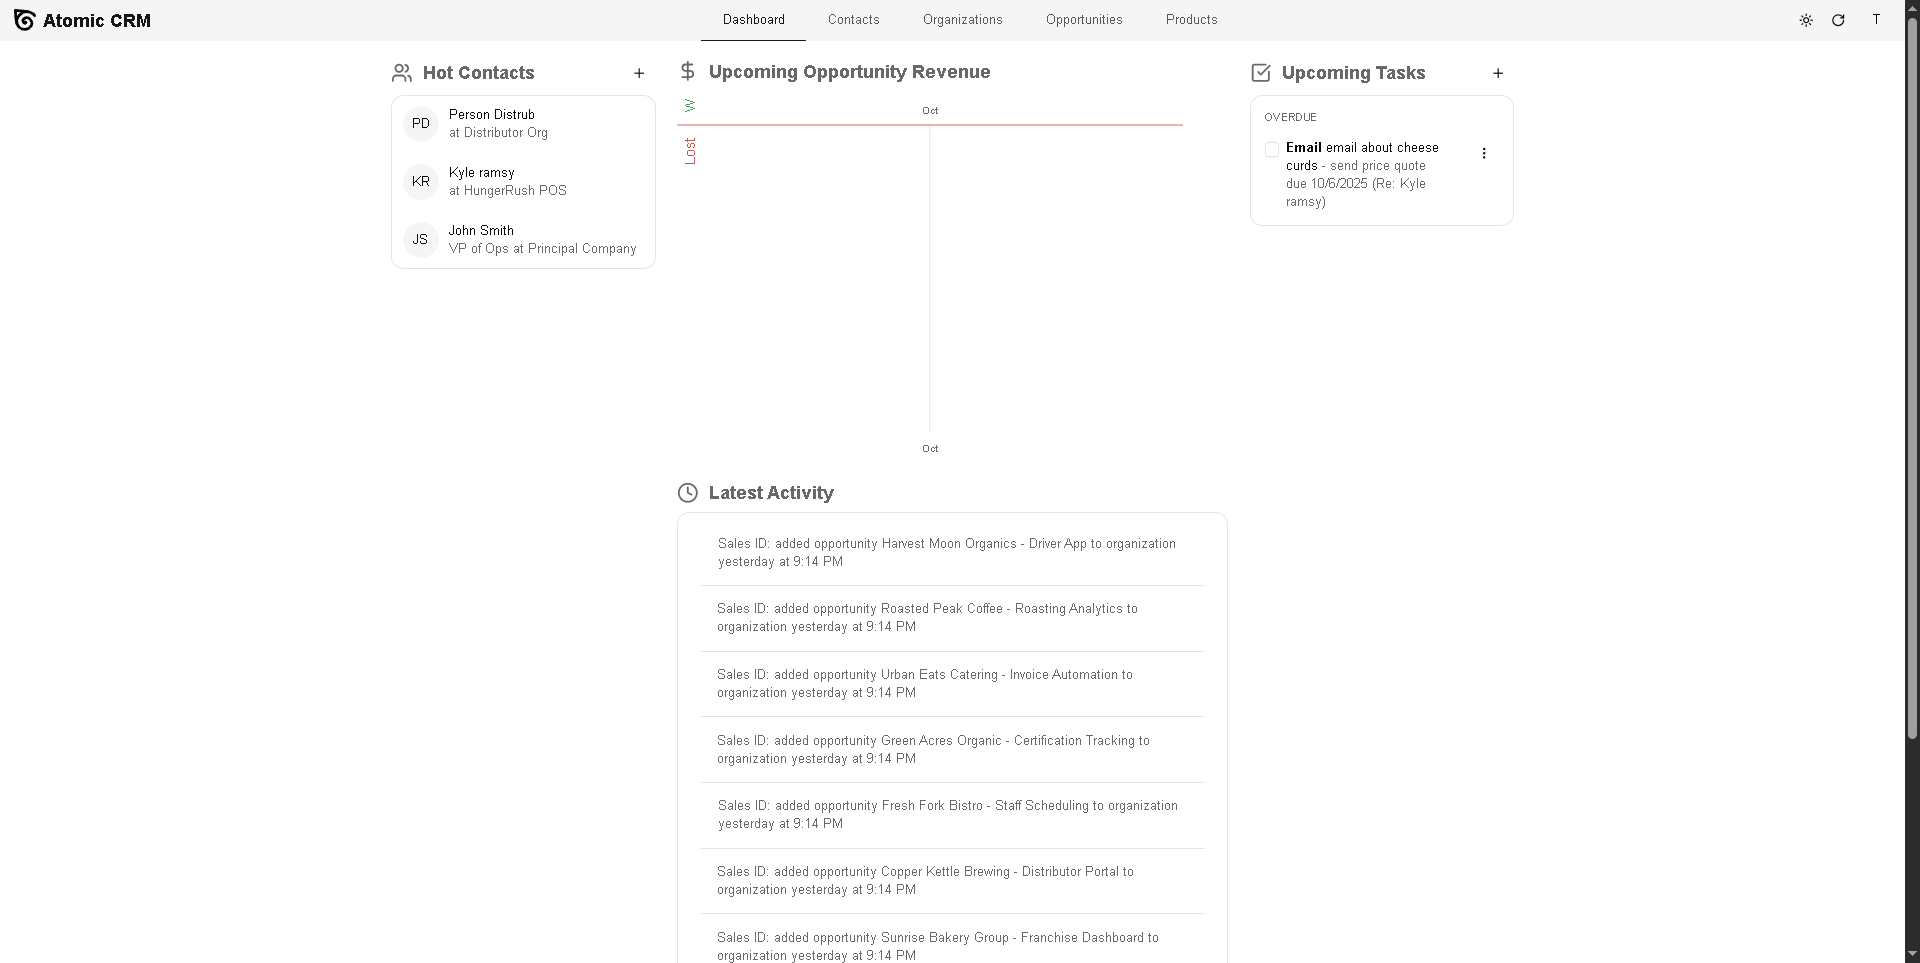 Atomic CRM
Dashboard
Contacts
Organizations
Opportunities
Products
T
Hot Contacts
PD
Person Distrub
at Distributor Org
KR
Kyle ramsy
at HungerRush POS
JS
John Smith
VP of Ops at Principal Company
Upcoming Opportunity Revenue
W
Oct
Lost
Oct
Latest Activity
Sales ID: added opportunity Harvest Moon Organics - Driver App to organization
yesterday at 9:14 PM
Sales ID: added opportunity Roasted Peak Coffee - Roasting Analytics to
organization yesterday at 9:14 PM
Sales ID: added opportunity Urban Eats Catering - Invoice Automation to
organization yesterday at 9:14 PM
Sales ID: added opportunity Green Acres Organic - Certification Tracking to
organization yesterday at 9:14 PM
Sales ID: added opportunity Fresh Fork Bistro - Staff Scheduling to organization
yesterday at 9:14 PM
Sales ID: added opportunity Copper Kettle Brewing - Distributor Portal to
organization yesterday at 9:14 PM
Sales ID: added opportunity Sunrise Bakery Group - Franchise Dashboard to
organization yesterday at 9:14 PM
Upcoming Tasks
OVERDUE
Email email about cheese
curds - send price quote
due 10/6/2025 (Re: Kyle
ramsy)